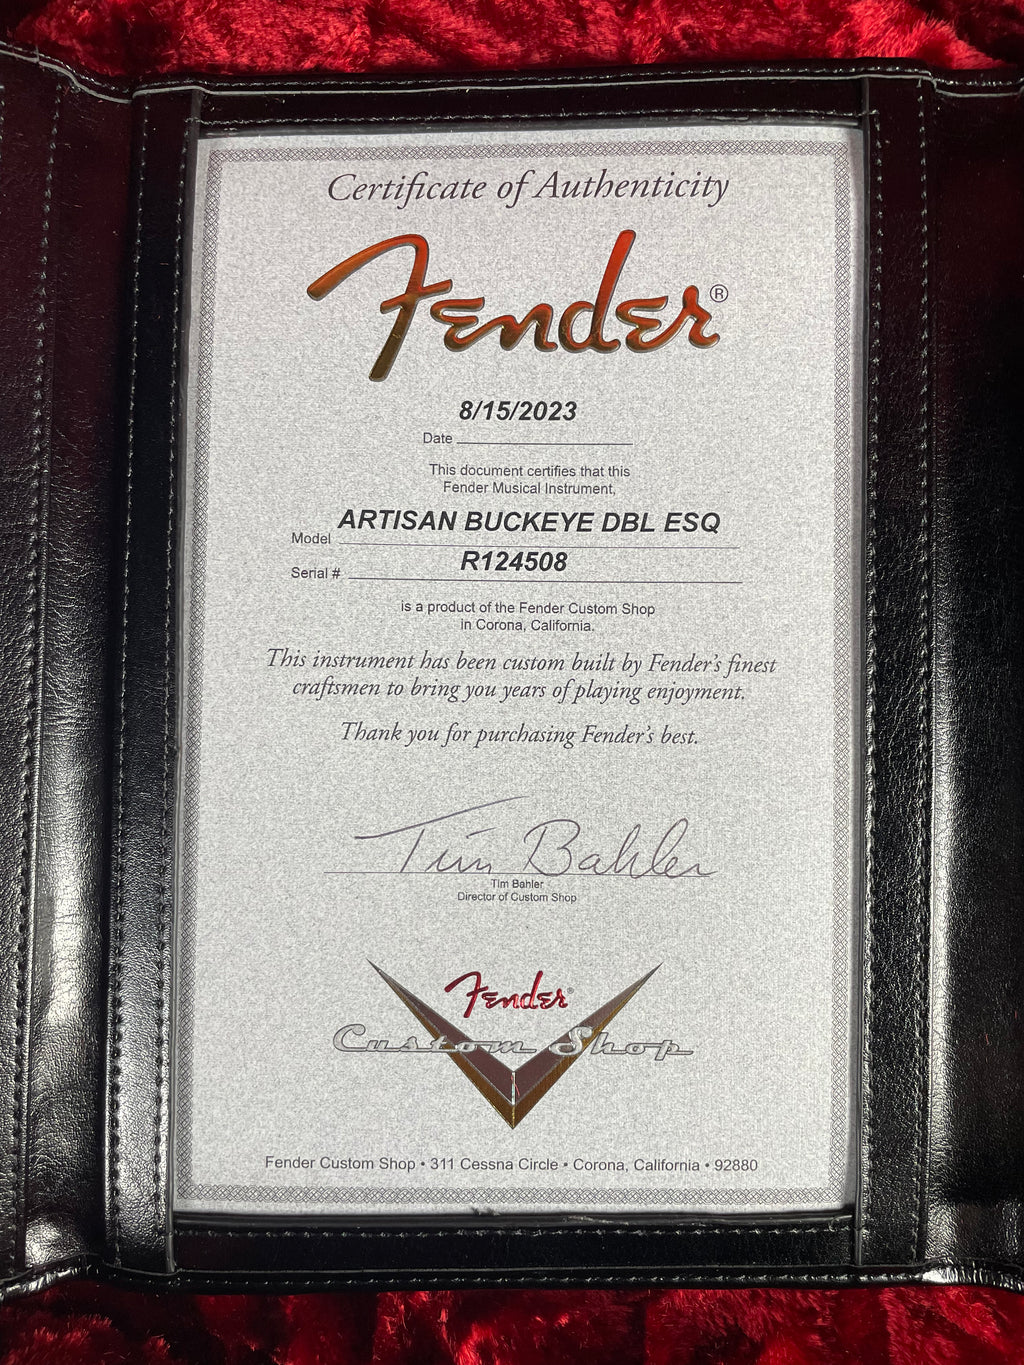 Certificate of Authenticity
Fender®
8/15/2023
Date
This document certifies that this
Fender Musical Instrument,
ARTISAN BUCKEYE DBL ESQ
Model
R124508
Serial #
is a product of the Fender Custom Shop
in Corona, California.
This instrument has been custom built by Fender's finest
craftsmen to bring you years of playing enjoyment.
Thank you for purchasing Fender's best.
Tim Bahler
Tim Bahler
Director of Custom Shop
Fender®
Custom Shop
Fender Custom Shop • 311 Cessna Circle • Corona, California • 92880